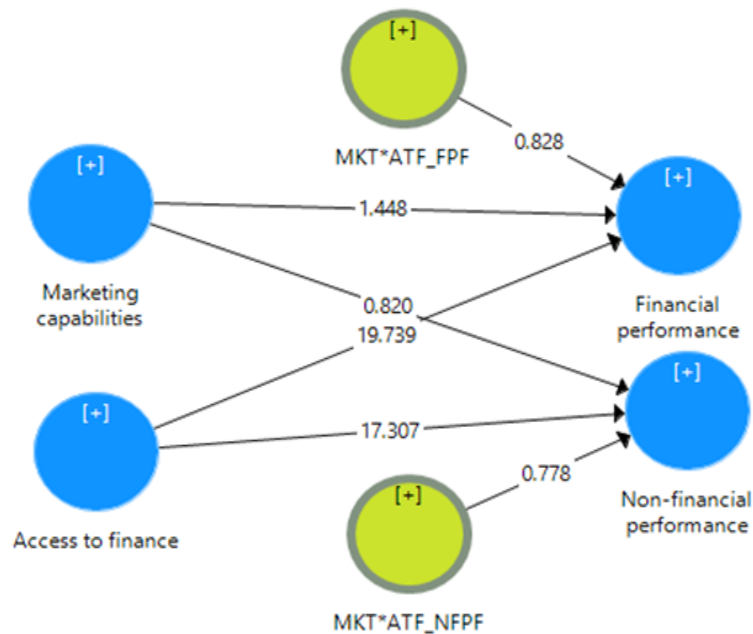 [+]
MKT*ATF_FPF
0.828
[+]
[+]
1.448
Marketing
capabilities
Financial
performance
0.820
19.739
[+]
[+]
17.307
0.778
[+]
Non-financial
performance
Access to finance
MKT*ATF_NFPF